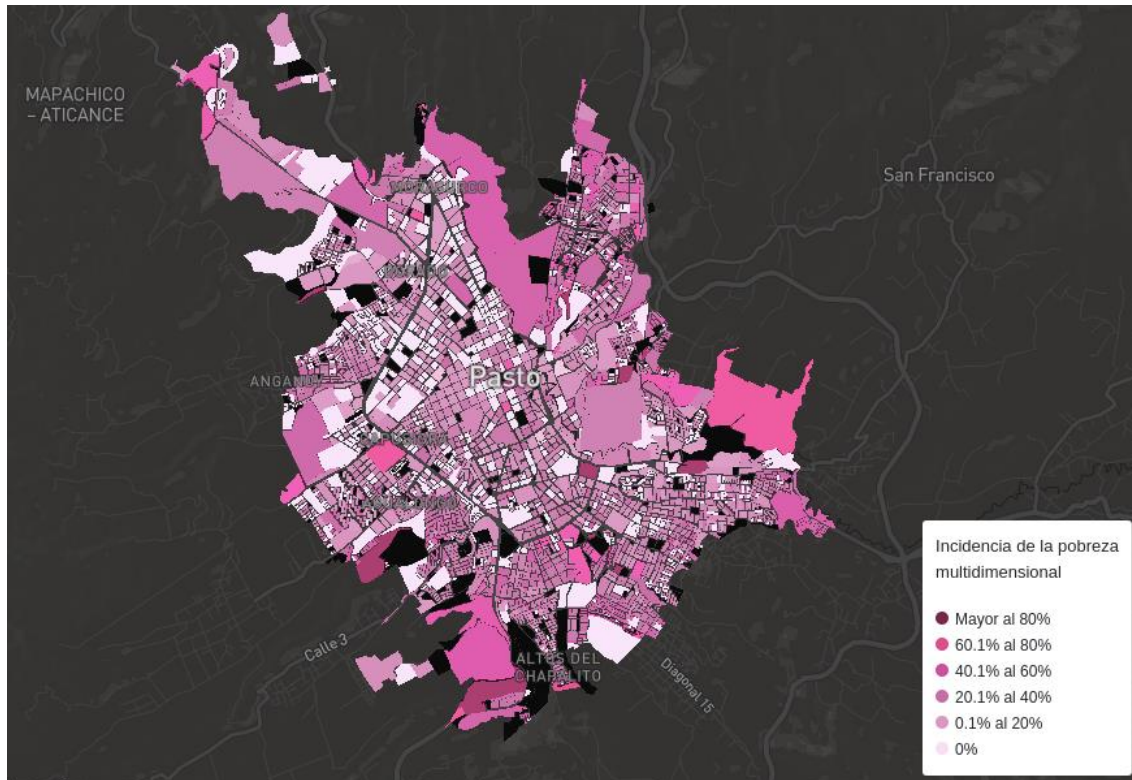 MAPACHICO
– ATICANCE
San Francisco
Pasto
Calle 3
ALTOS DEL
CHAPALITO
Diagonal 15
Incidencia de la pobreza
multidimensional
Mayor al 80%
60.1% al 80%
40.1% al 60%
20.1% al 40%
0.1% al 20%
0%